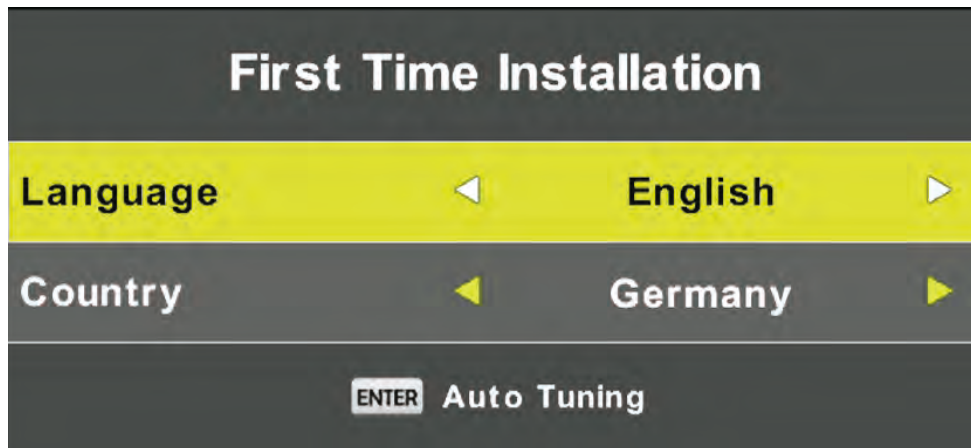 First Time Installation
Language English
Country Germany
ENTER Auto Tuning